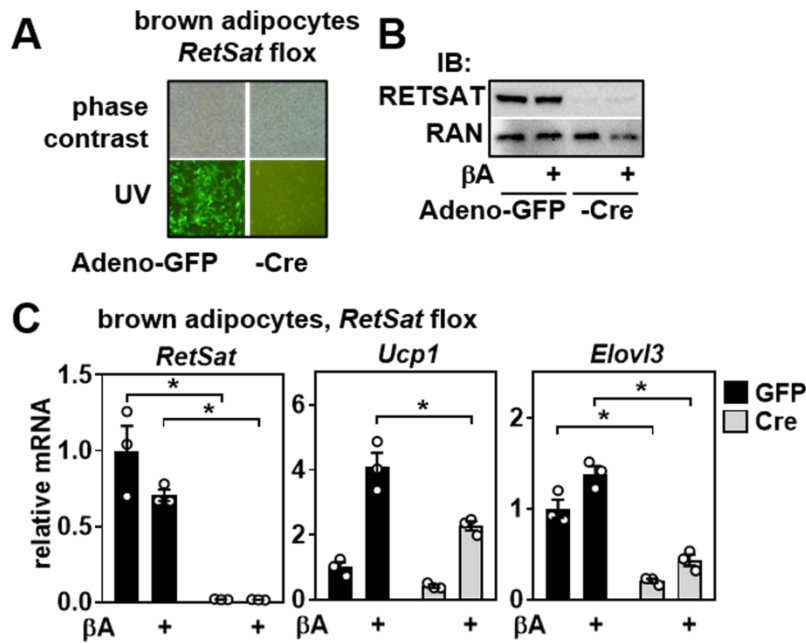 A
brown adipocytes
RetSat flox
phase
contrast
UV
Adeno-GFP -Cre
B
IB:
RETSAT
RAN
βA + +
Adeno-GFP -Cre
C
brown adipocytes, RetSat flox
RetSat
Ucp1
Elovl3
relative mRNA
1.5
1.0
0.5
0.0
6
4
2
0
2
1
0
* *
*
* *
GFP
Cre
βA + +
βA + +
βA + +